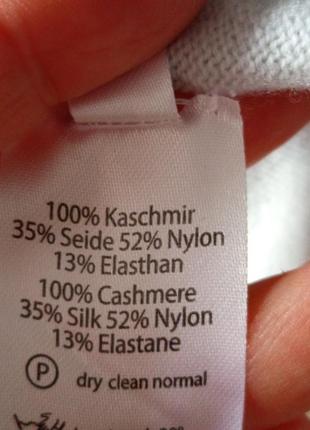 100% Kaschmir
35% Seide 52% Nylon
13% Elasthan
100% Cashmere
35% Silk 52% Nylon
13% Elastane
P dry clean normal